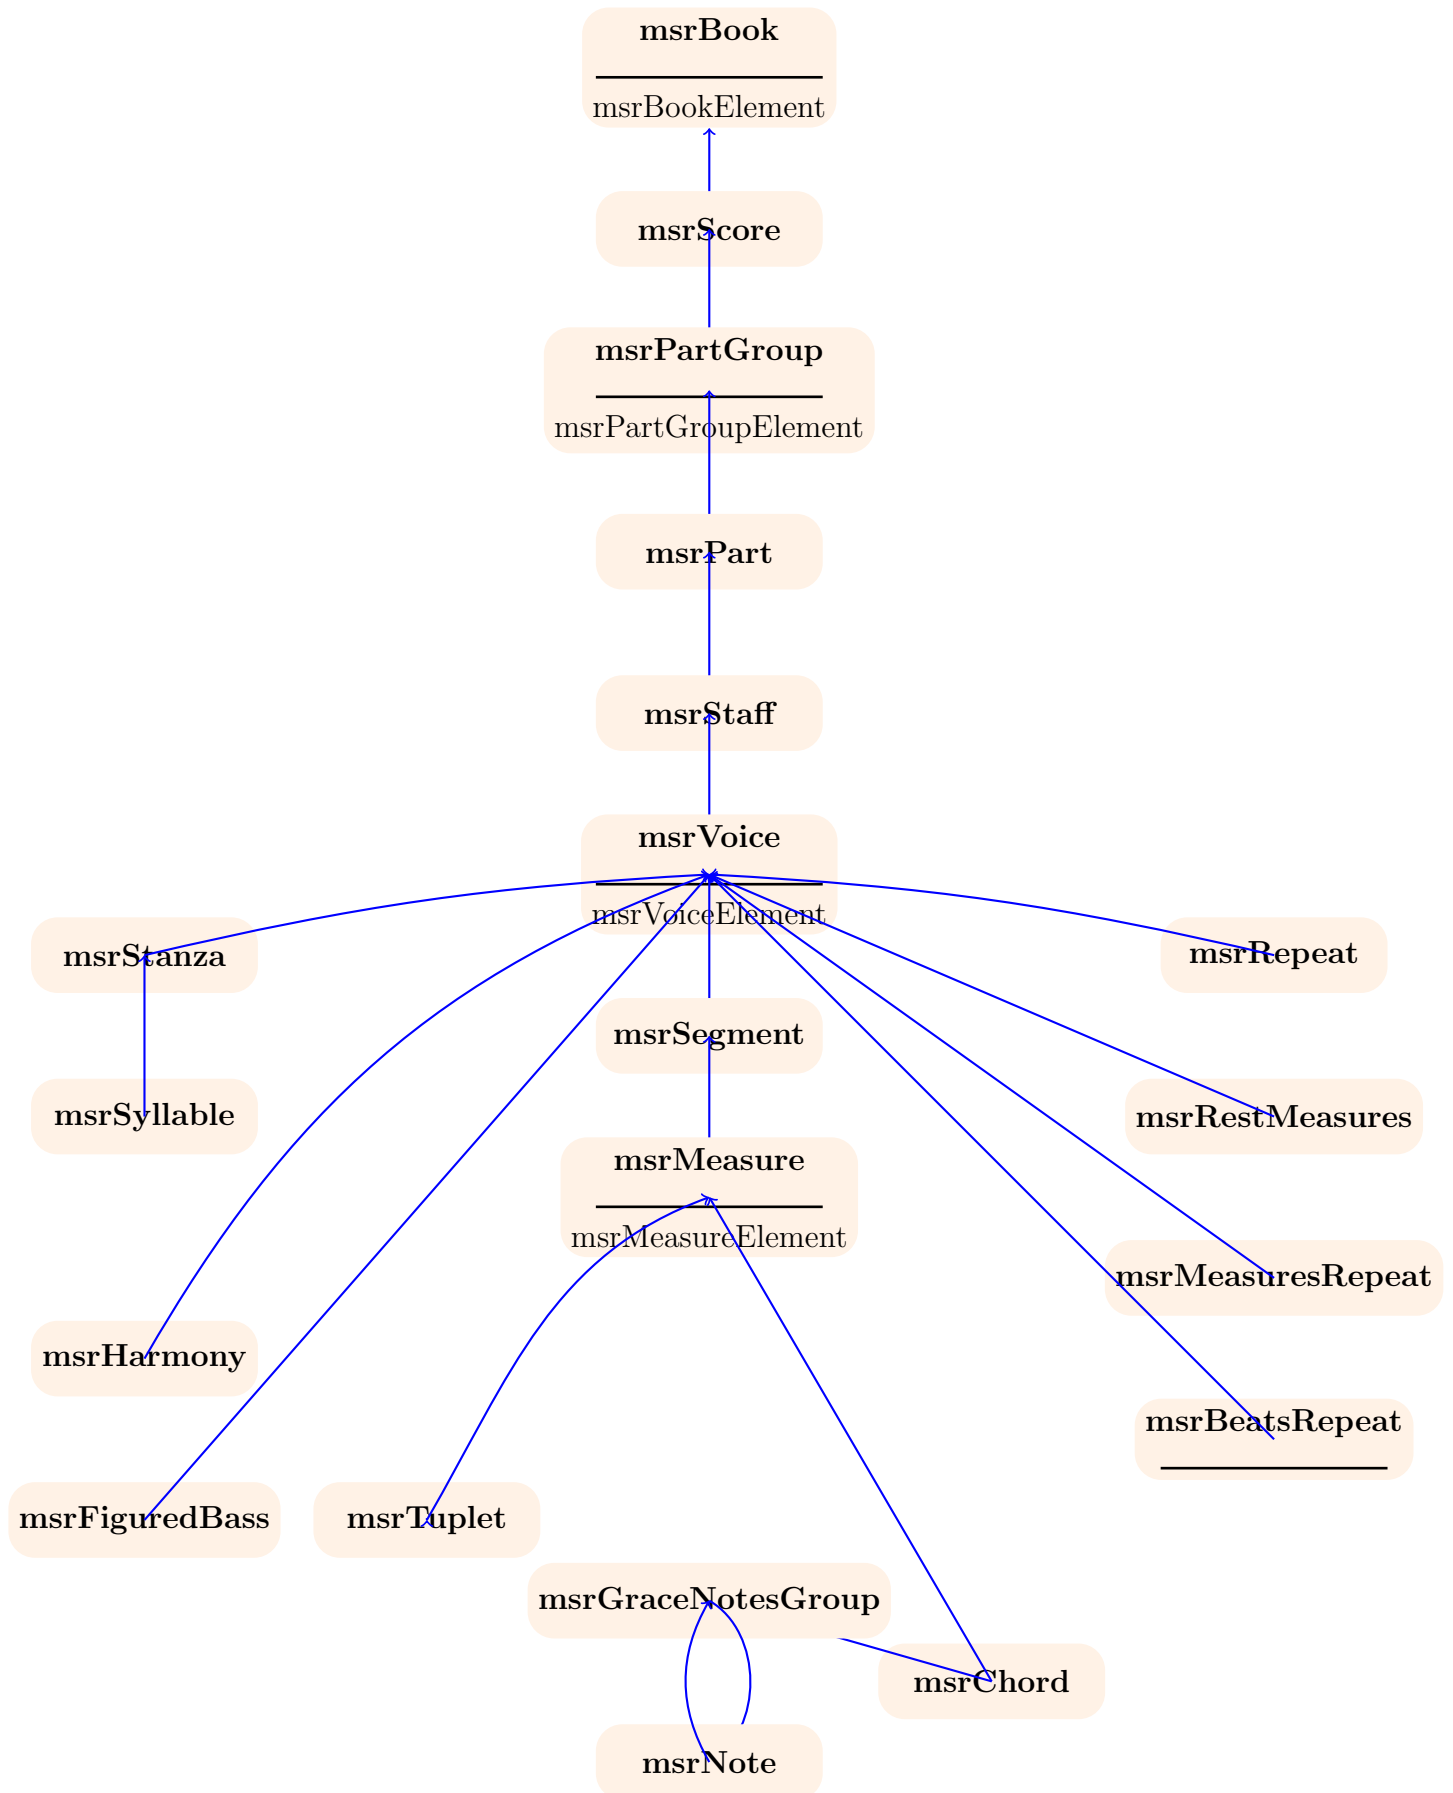 msrBook
msrBookElement
msrScore
msrPartGroup
msrPartGroupElement
msrPart
msrStaff
msrVoice
msrVoiceElement
msrStanza
msrRepeat
msrSegment
msrSyllable
msrRestMeasures
msrMeasure
msrMeasureElement
msrMeasuresRepeat
msrHarmony
msrBeatsRepeat
msrFiguredBass
msrTuplet
msrGraceNotesGroup
msrChord
msrNote